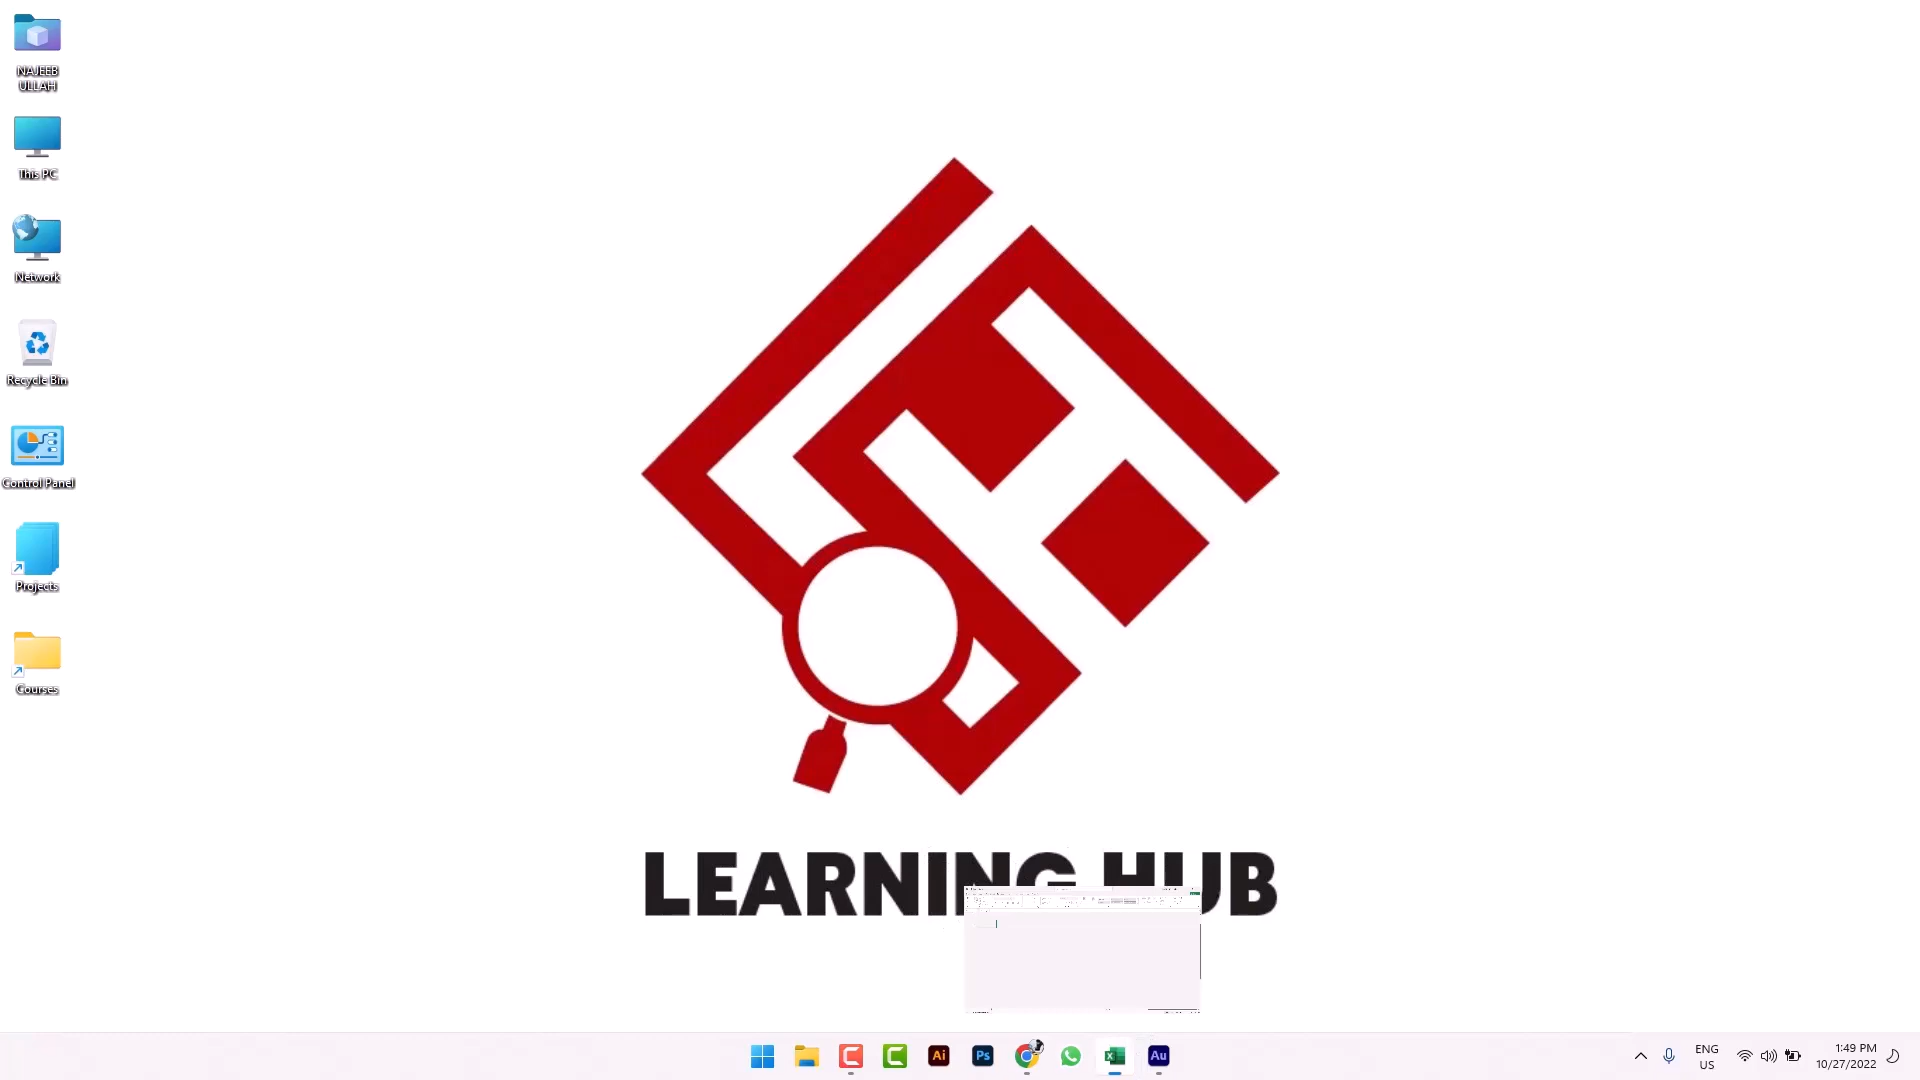 NAJEEB
ULLAH
This PC
Network
Recycle Bin
Control Panel
Projects
Courses
LEARNING HUB
Ai
Ps
Au
ENG
US
1:49 PM
10/27/2022